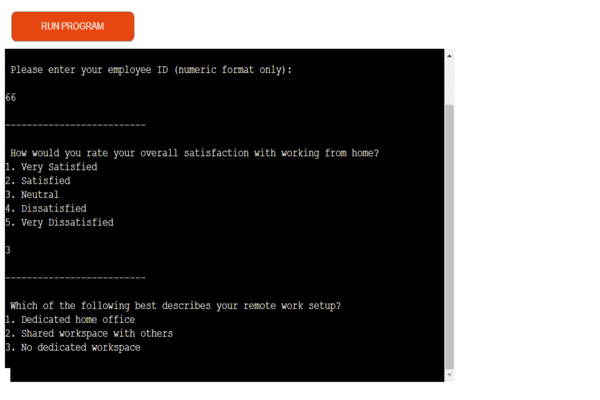 RUN PROGRAM
Please enter your employee ID (numeric format only):
66
--------------------------
How would you rate your overall satisfaction with working from home?
1. Very Satisfied
2. Satisfied
3. Neutral
4. Dissatisfied
5. Very Dissatisfied
3
--------------------------
Which of the following best describes your remote work setup?
1. Dedicated home office
2. Shared workspace with others
3. No dedicated workspace